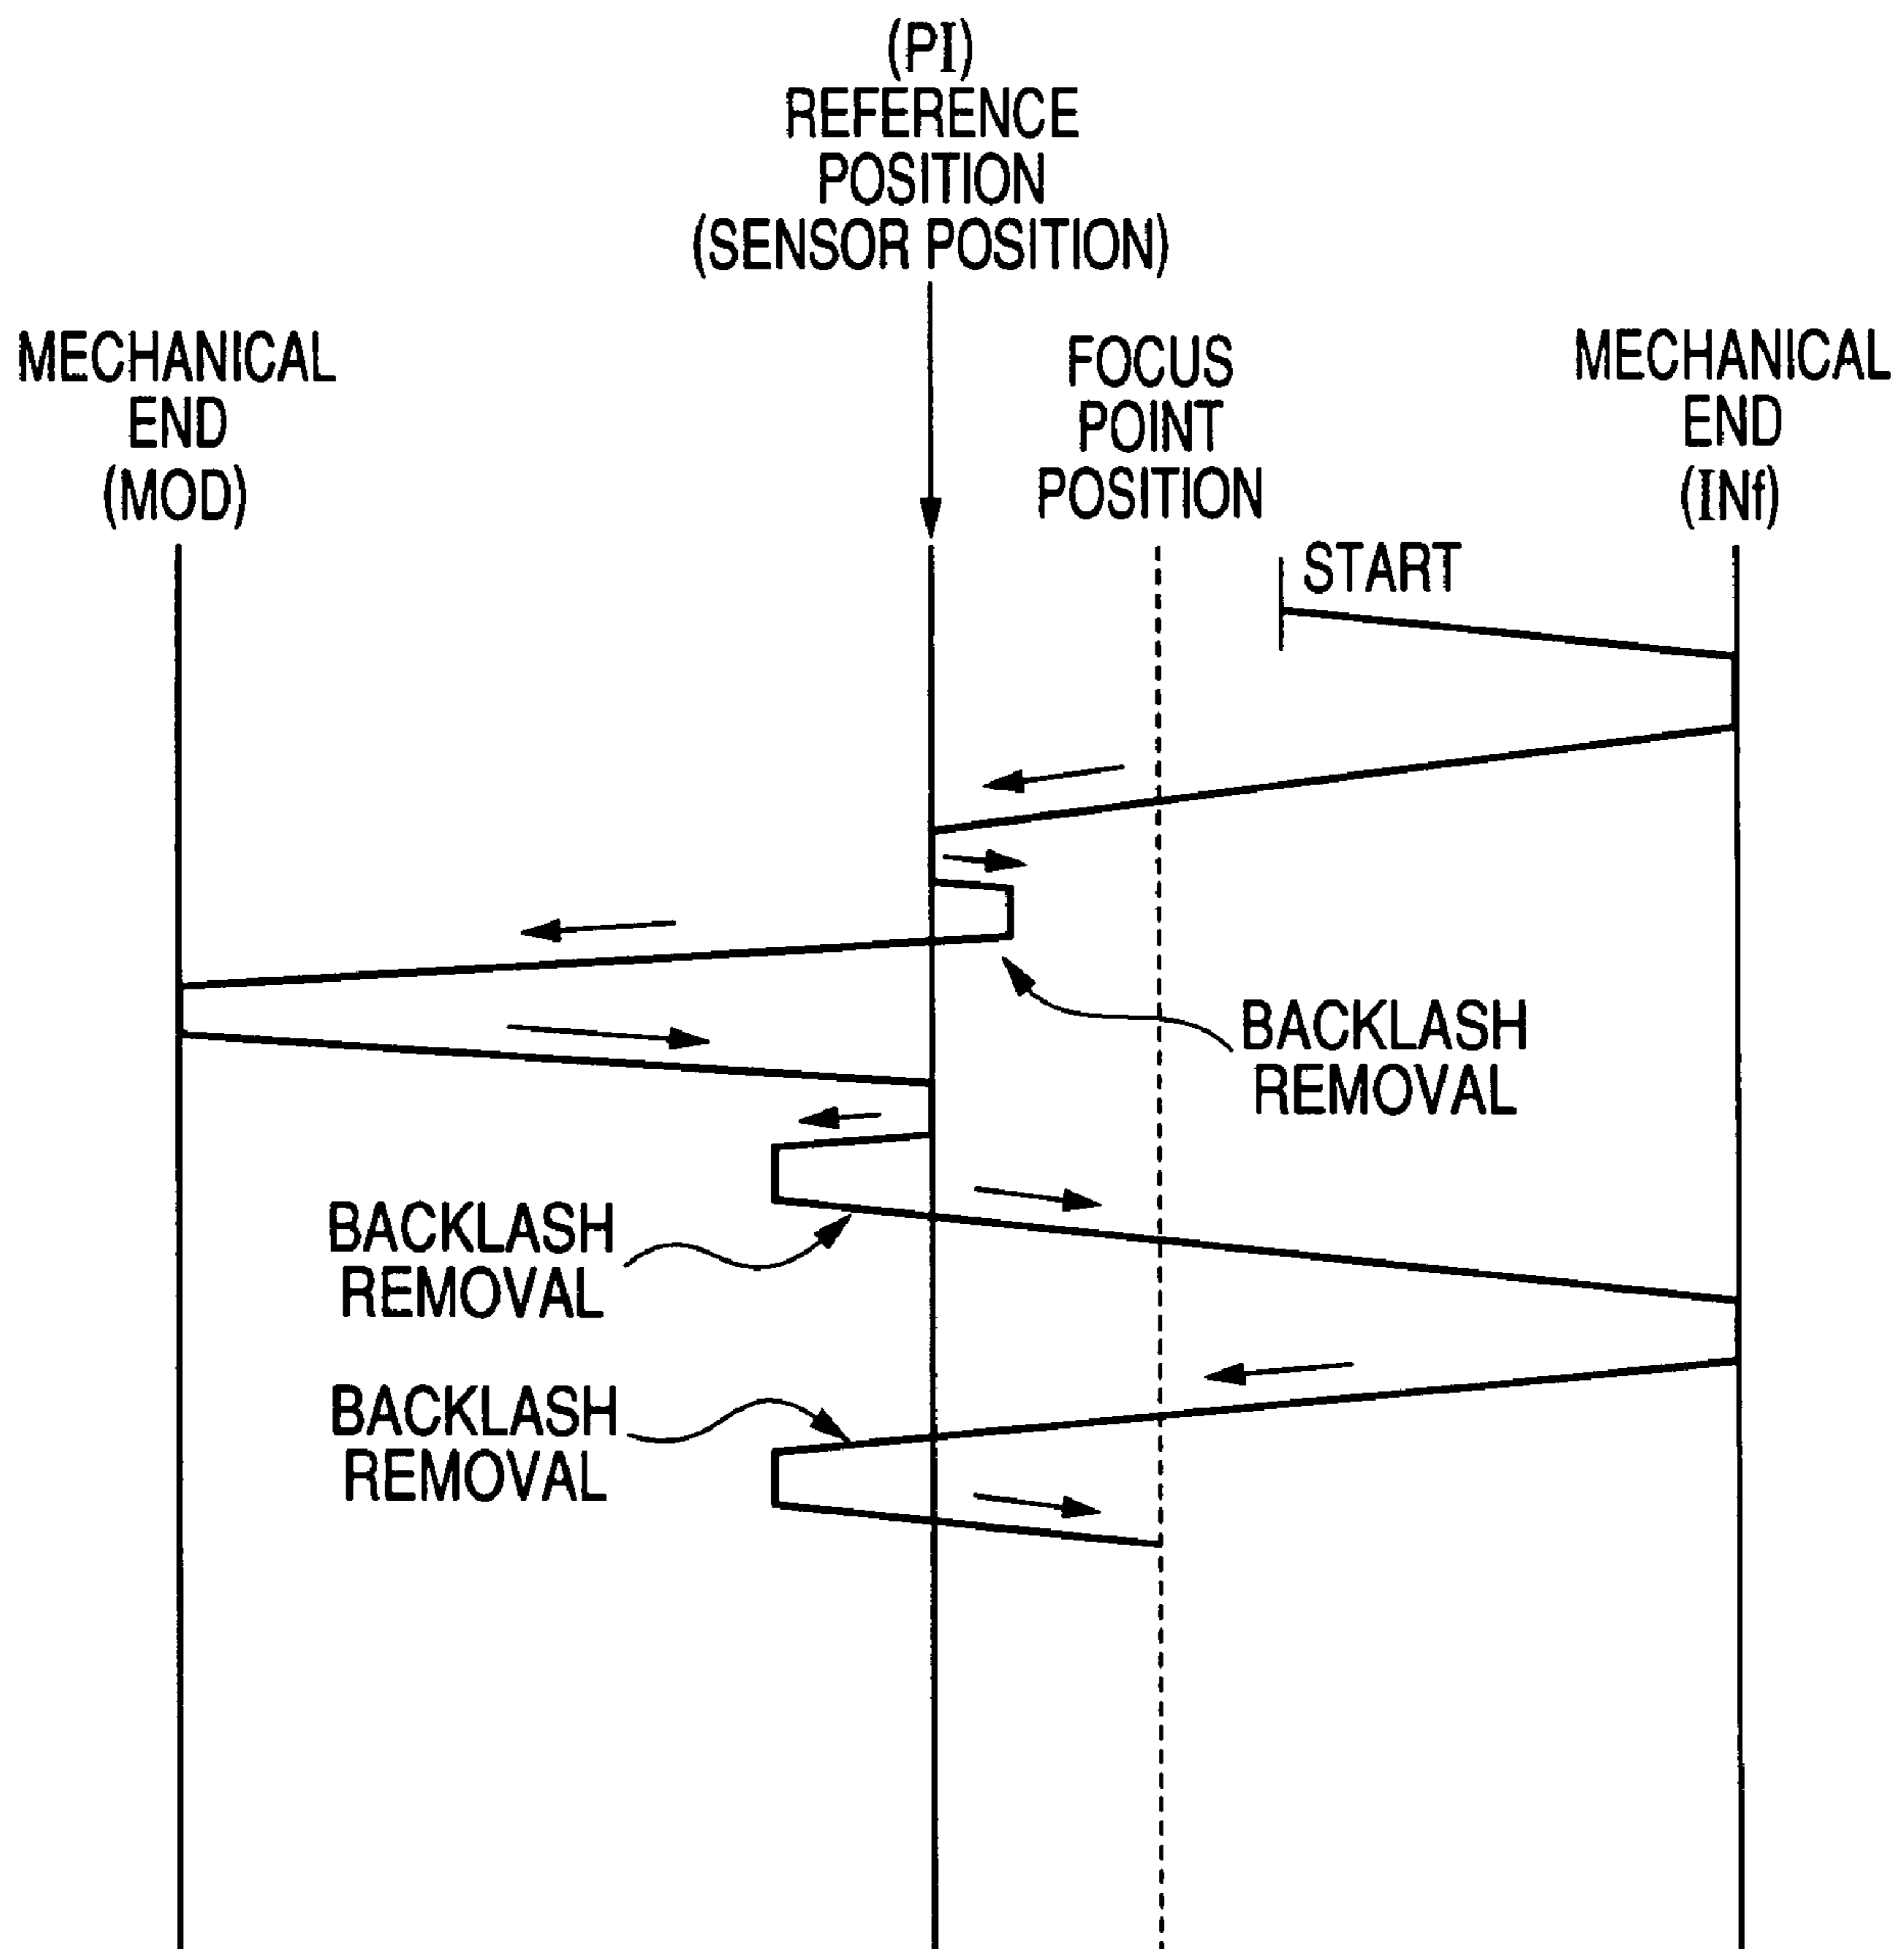 (PI)
REFERENCE
POSITION
(SENSOR POSITION)
MECHANICAL
END
(MOD)
FOCUS
POINT
POSITION
MECHANICAL
END
(INf)
START
BACKLASH
REMOVAL
BACKLASH
REMOVAL
BACKLASH
REMOVAL